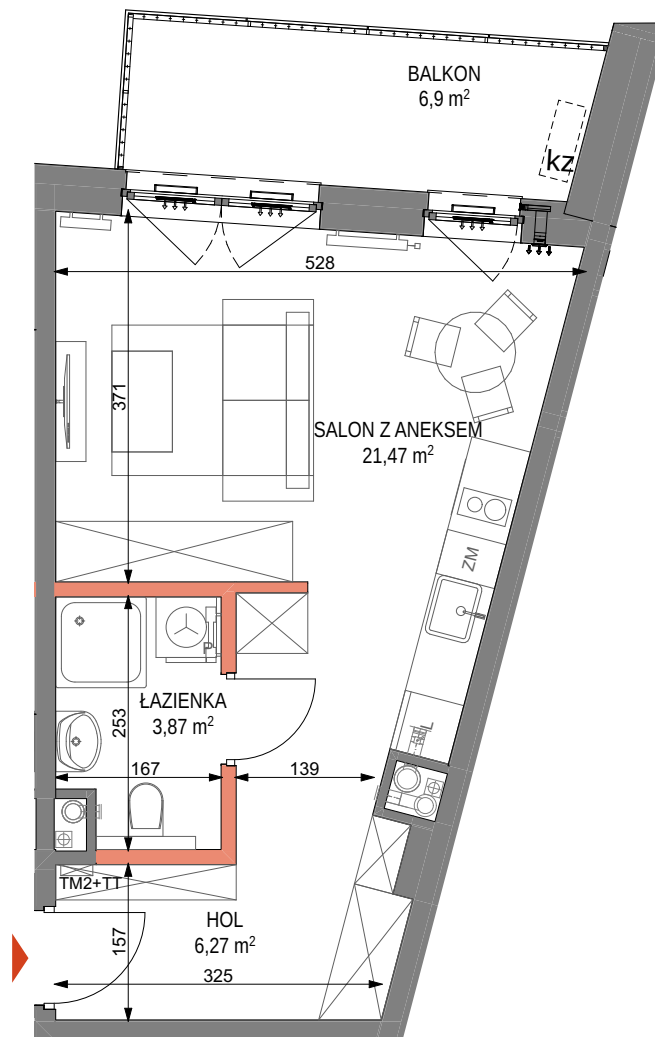 BALKON
6,9 m²
kz
528
371
SALON Z ANEKSEM
21,47 m²
ZM
P
ŁAZIENKA
3,87 m²
253
167
139
L
TM2+TT
HOL
6,27 m²
157
325